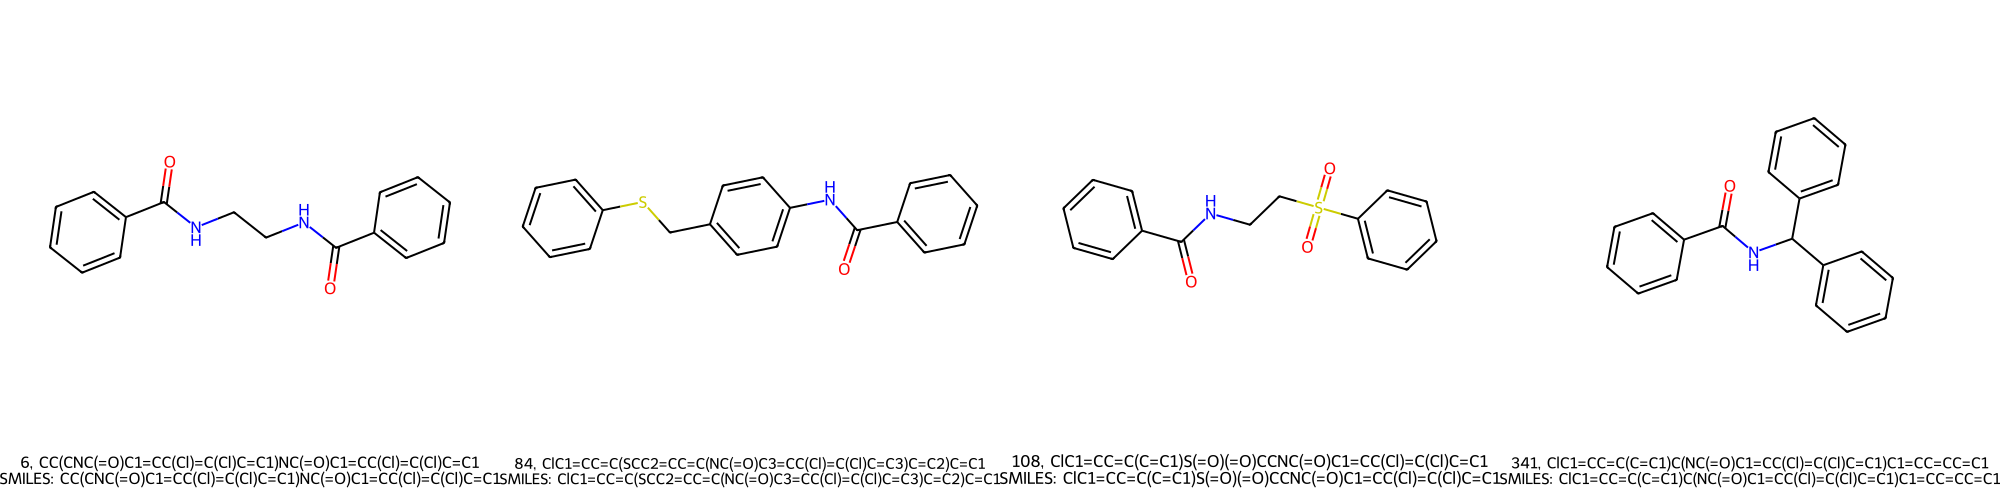 O
N
H
H
N
O
S
H
N
O
H
N
O
O
S
O
O
N
H
6, CC(CNC(=O)C1=CC(Cl)=C(Cl)C=C1)NC(=O)C1=CC(Cl)=C(Cl)C=C1
SMILES: CC(CNC(=O)C1=CC(Cl)=C(Cl)C=C1)NC(=O)C1=CC(Cl)=C(Cl)C=C1
84, ClC1=CC=C(SCC2=CC=C(NC(=O)C3=CC(Cl)=C(Cl)C=C3)C=C2)C=C1
SMILES: ClC1=CC=C(SCC2=CC=C(NC(=O)C3=CC(Cl)=C(Cl)C=C3)C=C2)C=C1
108, ClC1=CC=C(C=C1)S(=O)(=O)CCNC(=O)C1=CC(Cl)=C(Cl)C=C1
SMILES: ClC1=CC=C(C=C1)S(=O)(=O)CCNC(=O)C1=CC(Cl)=C(Cl)C=C1
341, ClC1=CC=C(C=C1)C(NC(=O)C1=CC(Cl)=C(Cl)C=C1)C1=CC=CC=C1
SMILES: ClC1=CC=C(C=C1)C(NC(=O)C1=CC(Cl)=C(Cl)C=C1)C1=CC=CC=C1